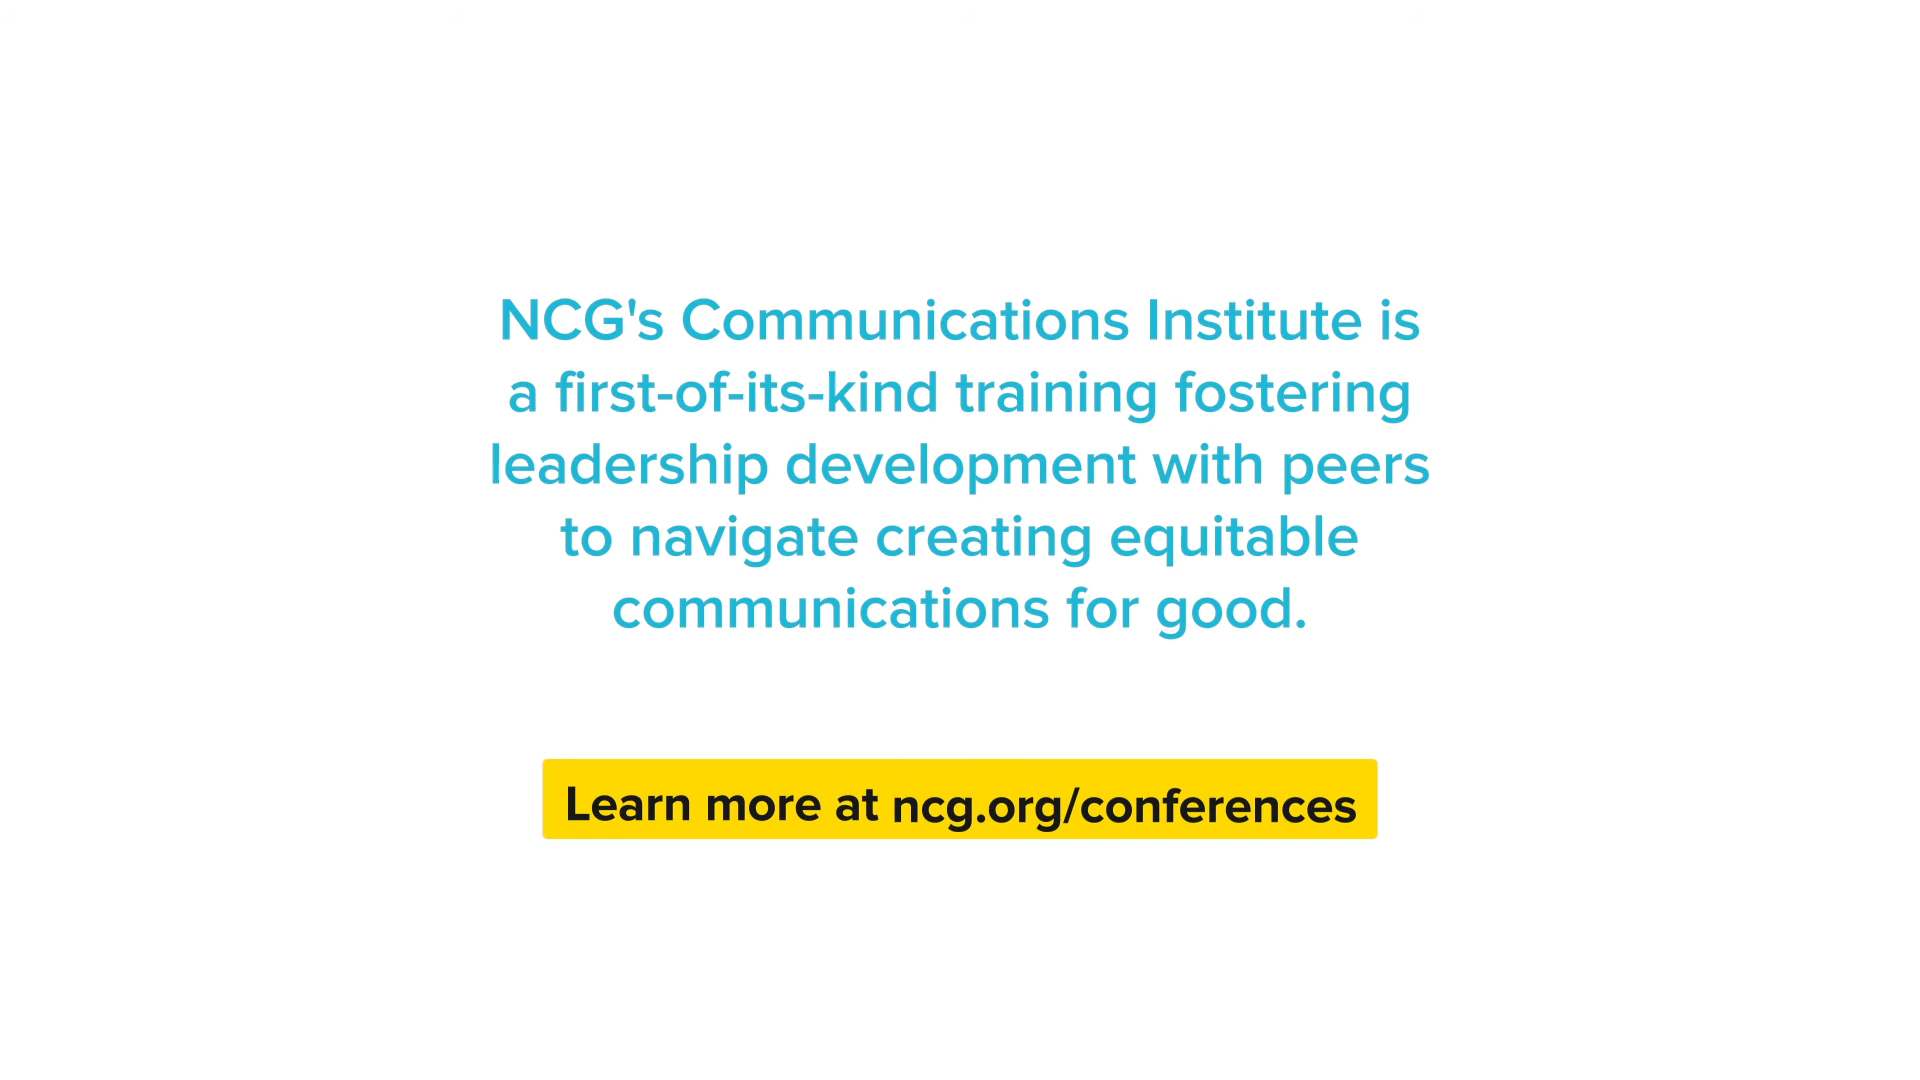 NCG's Communications Institute is
a first-of-its-kind training fostering
leadership development with peers
to navigate creating equitable
communications for good.
Learn more at ncg.org/conferences